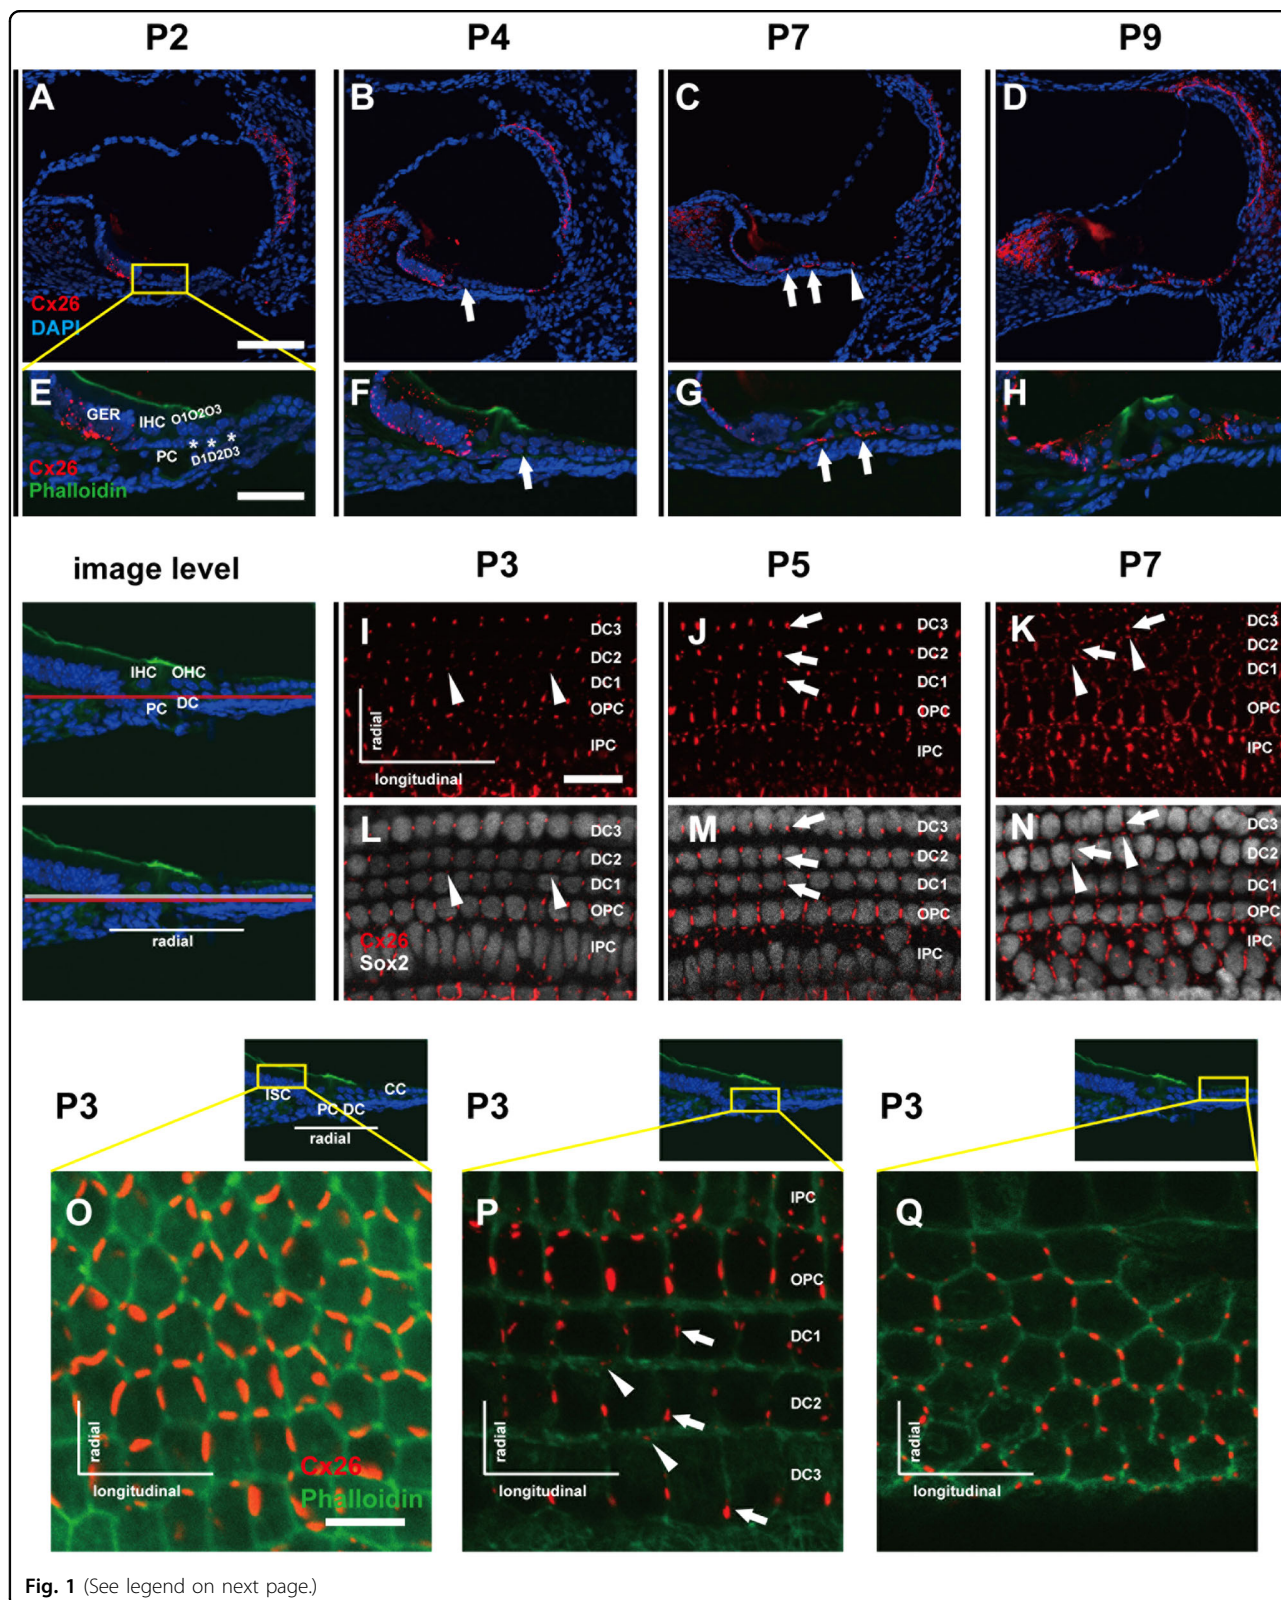 P2 P4 P7 P9
A B C D
Cx26
DAPI
E F G H
GER IHC O1O2O3
* * *
PC D1D2D3
Cx26
Phalloidin
image level P3 P5 P7
IHC OHC
PC DC
I DC3 J DC3 K DC3
DC2 DC2 DC2
DC1 DC1 DC1
OPC OPC OPC
IPC IPC IPC
radial
longitudinal
radial
L DC3 M DC3 N DC3
DC2 DC2 DC2
DC1 DC1 DC1
OPC OPC OPC
IPC IPC IPC
Cx26
Sox2
P3 P3 P3
ISC CC
PC DC
radial
O P Q
IPC
OPC
DC1
DC2
DC3
radial radial radial
longitudinal longitudinal longitudinal
Cx26
Phalloidin
Fig. 1 (See legend on next page.)